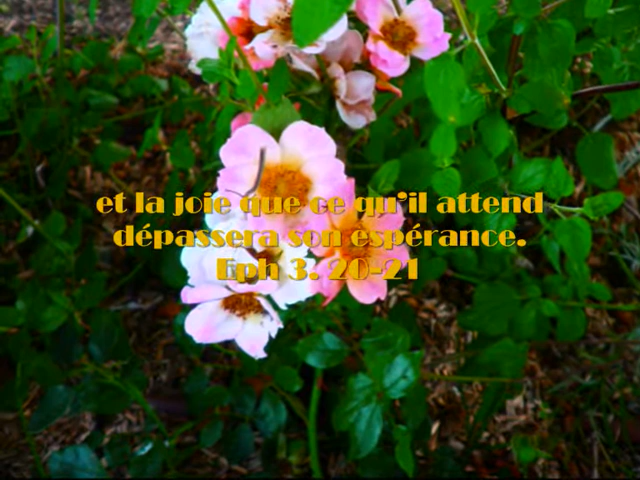 et la joie que ce qu'il attend
dépassera son espérance.
Eph 3. 20-21